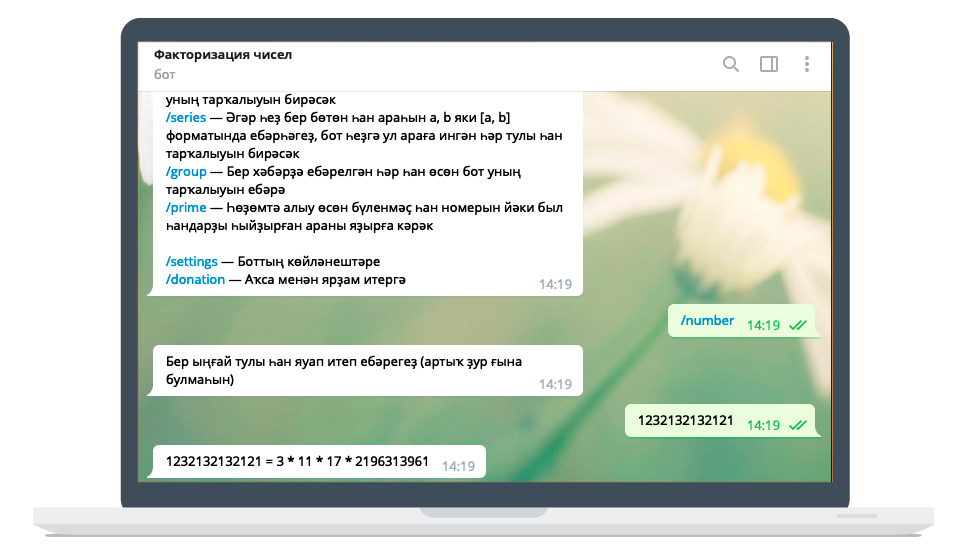 Факторизация чисел
бот
уның тарҡалыуын бирәсәк
/series — Әгәр һеҙ бер бөтөн һан араһын a, b яки [a, b]
форматында ебәрһәгеҙ, бот һеҙгә ул араға ингән һәр тулы һан
тарҡалыуын бирәсәк
/group — Бер хәбәрҙә ебәрелгән һәр һан өсөн бот уның
тарҡалыуын ебәрә
/prime — Һөҙөмтә алыу өсөн бүленмәҫ һан номерын йәки был
һандарҙы һыйҙырған араны яҙырға кәрәк
/settings — Боттың көйләнештәре
/donation — Аҡса менән ярҙам итергә
14:19
/number 14:19
Бер ыңғай тулы һан яуап итеп ебәрегеҙ (артыҡ ҙур ғына
булмаһын)
14:19
1232132132121 14:19
1232132132121 = 3 * 11 * 17 * 2196313961 14:19